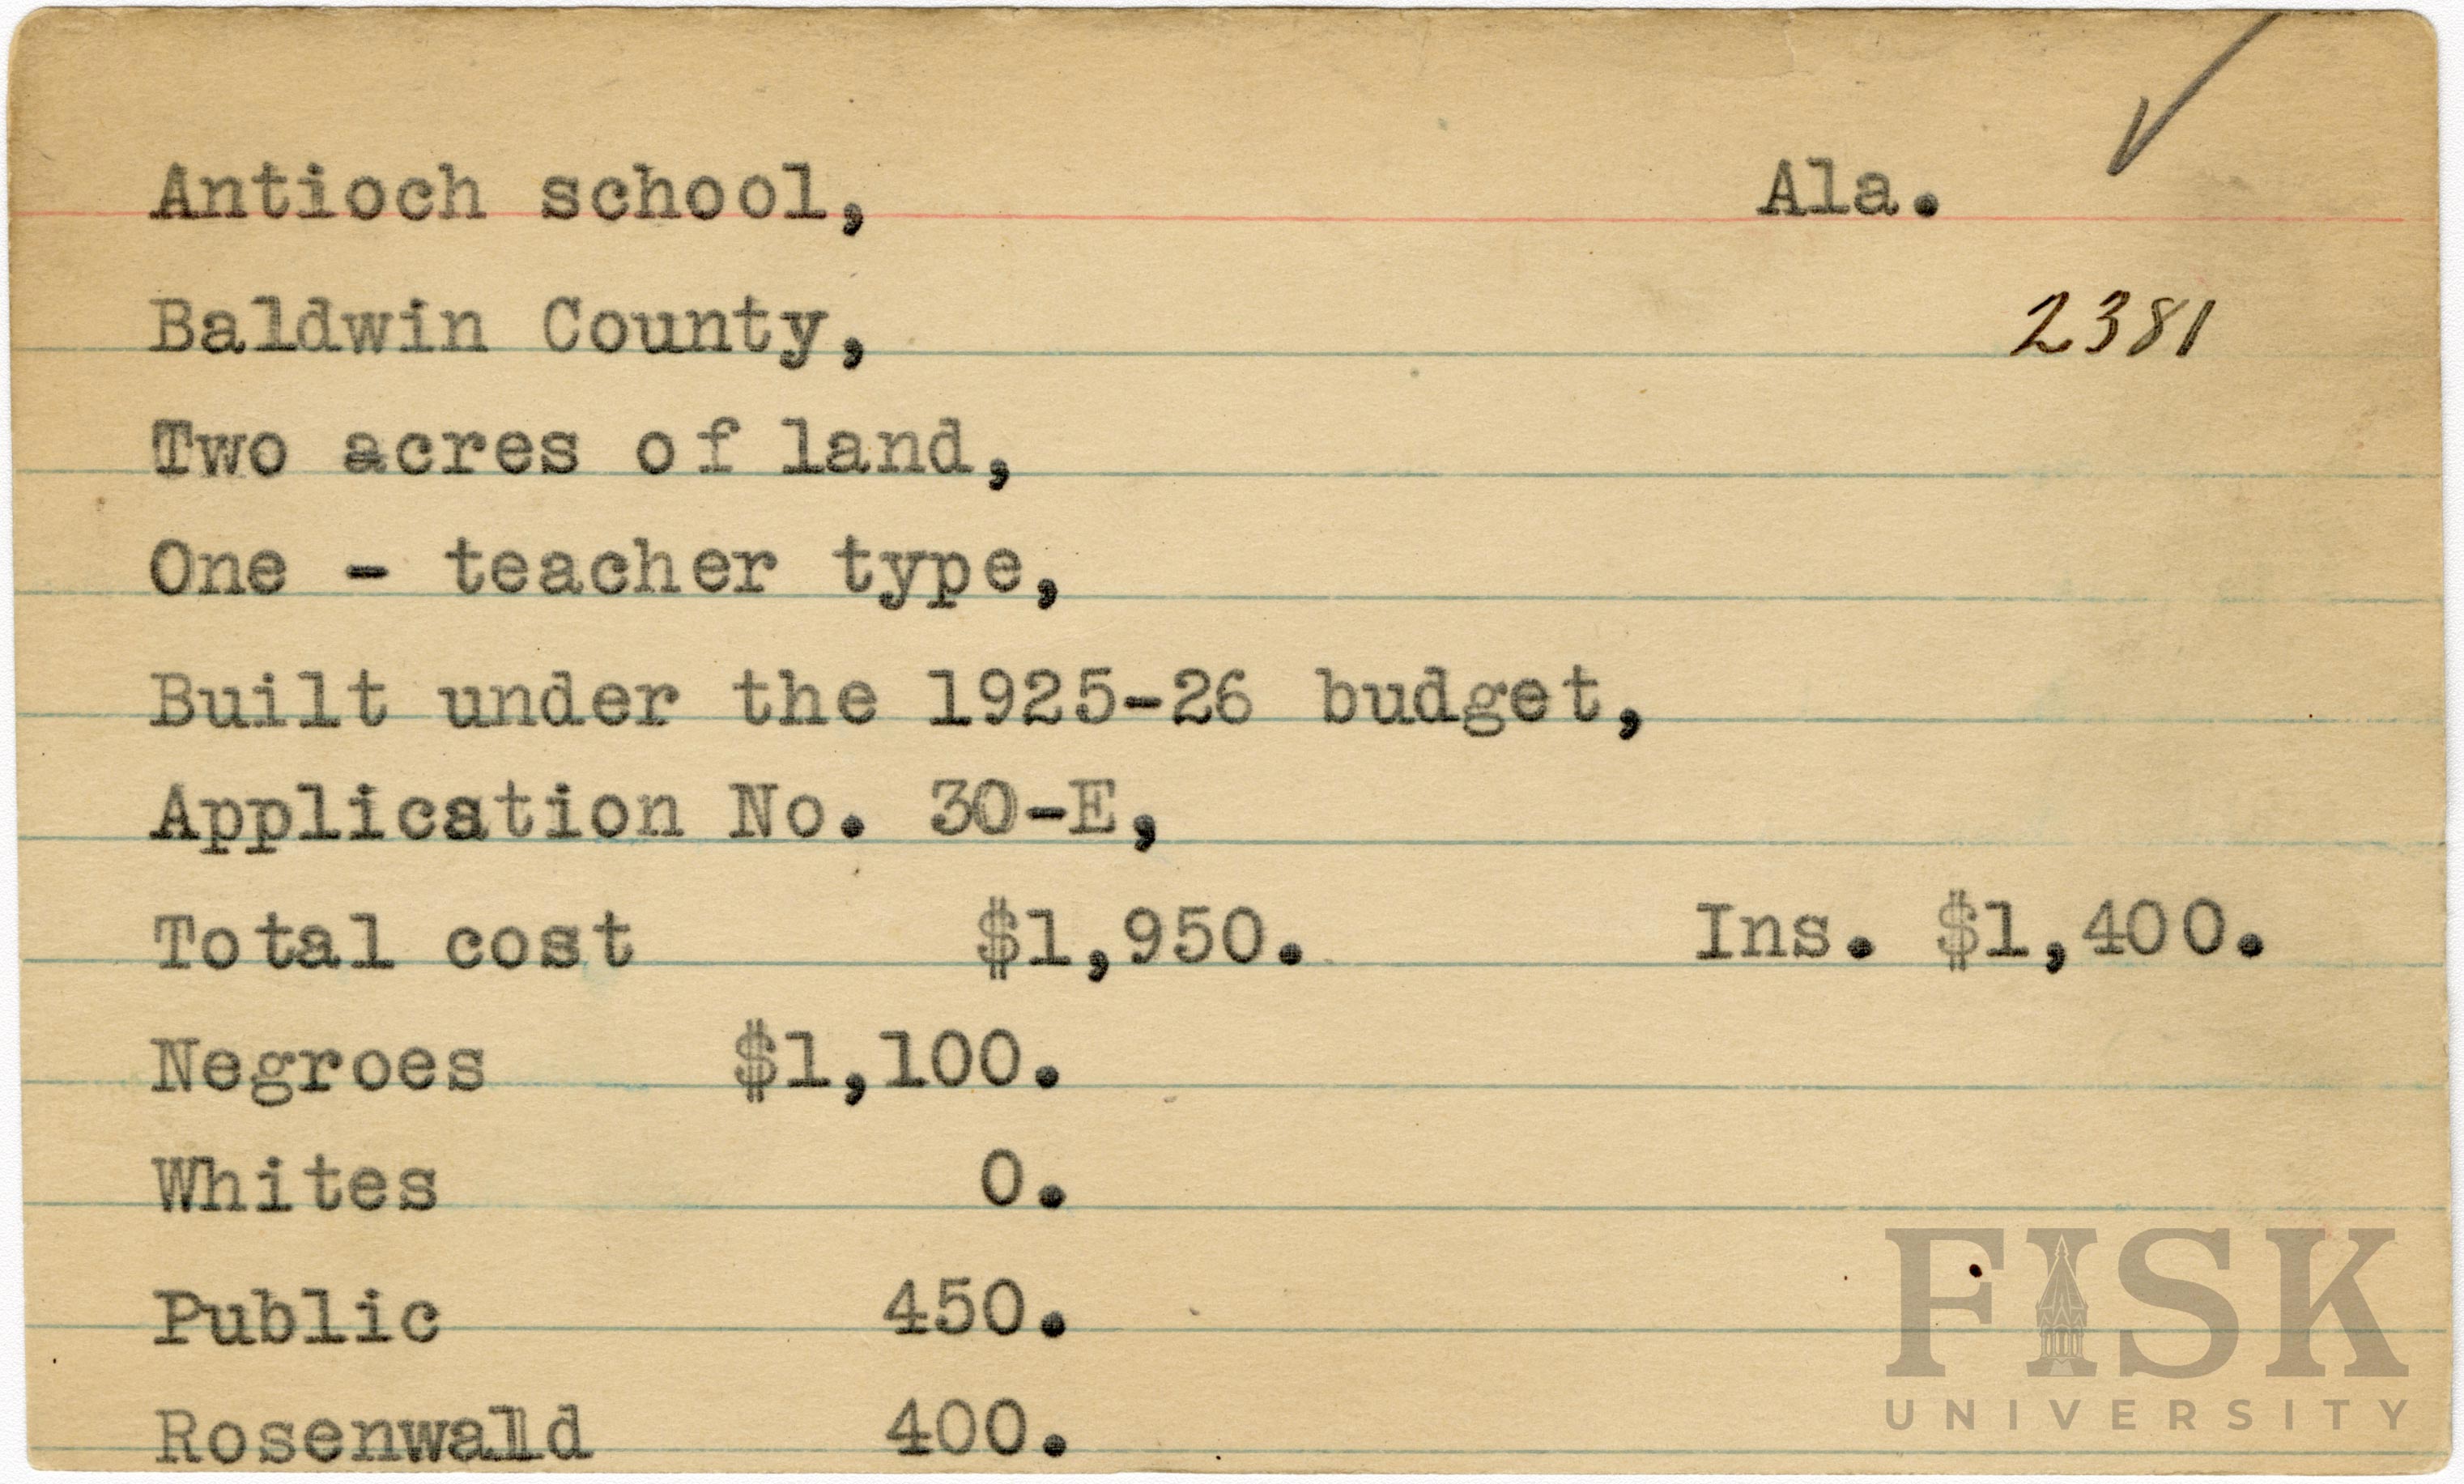 Antioch school, Ala.
Baldwin County, 2381
Two acres of land,
One - teacher type,
Built under the 1925-26 budget,
Application No. 30-E,
Total cost $1,950. Ins. $1,400.
Negroes $1,100.
Whites 0.
Public 450.
Rosenwald 400.
FISK
UNIVERSITY